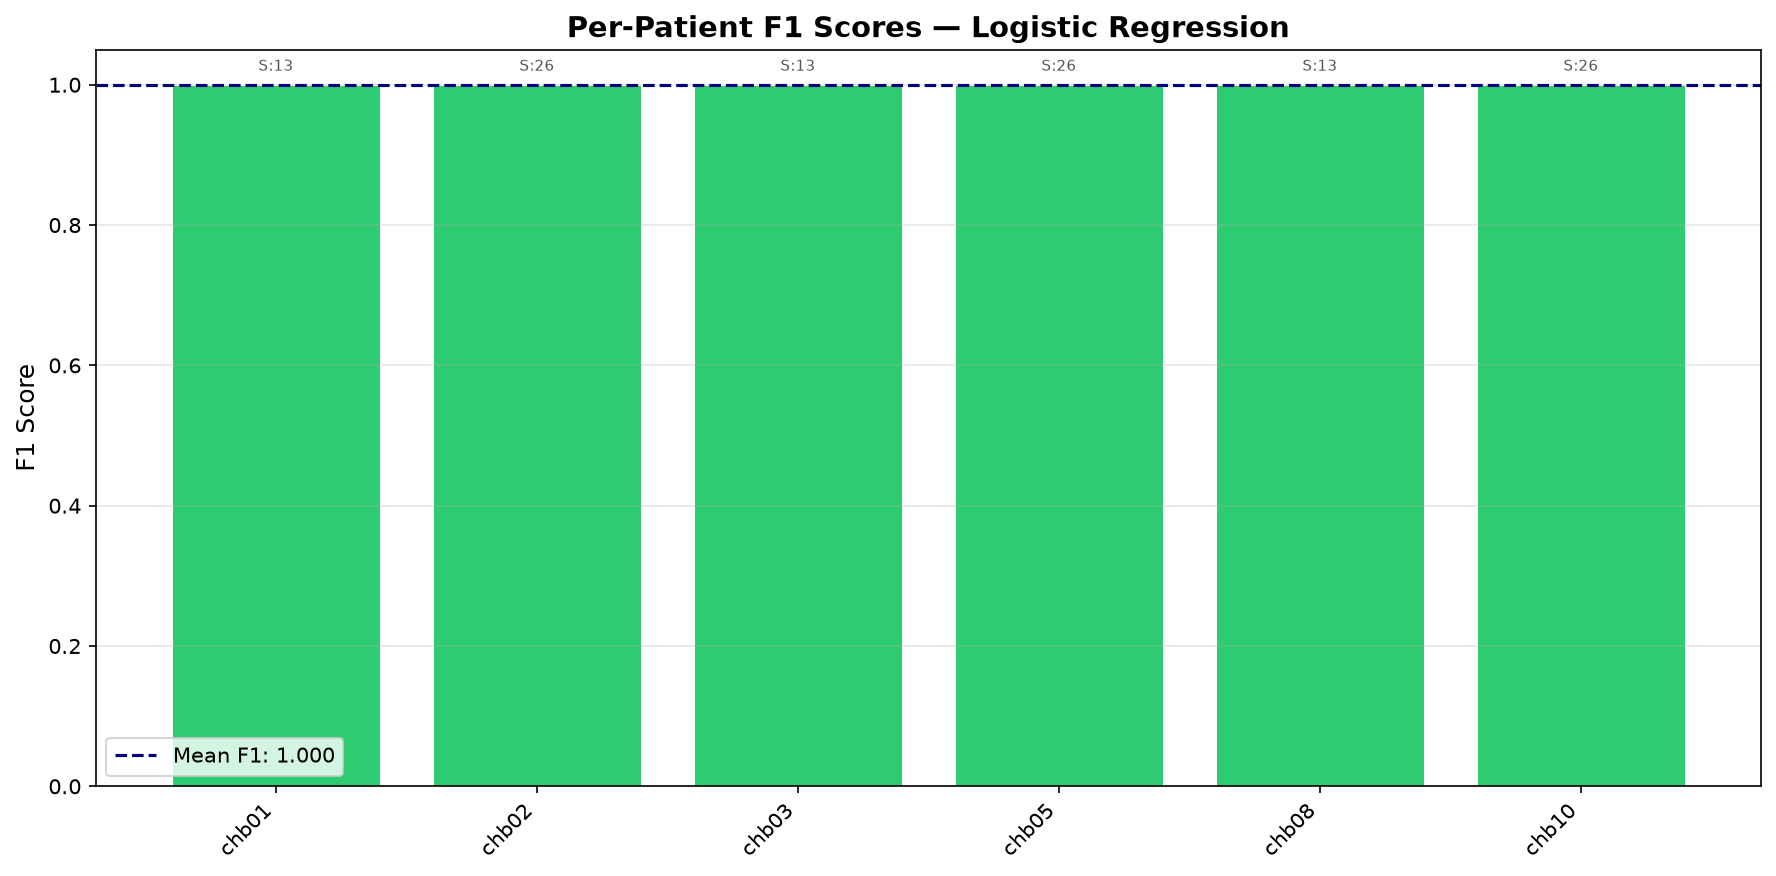 Per-Patient F1 Scores — Logistic Regression
S:13 S:26 S:13 S:26 S:13 S:26
1.0
0.8
0.6
0.4
0.2
0.0
F1 Score
Mean F1: 1.000
chb01 chb02 chb03 chb05 chb08 chb10